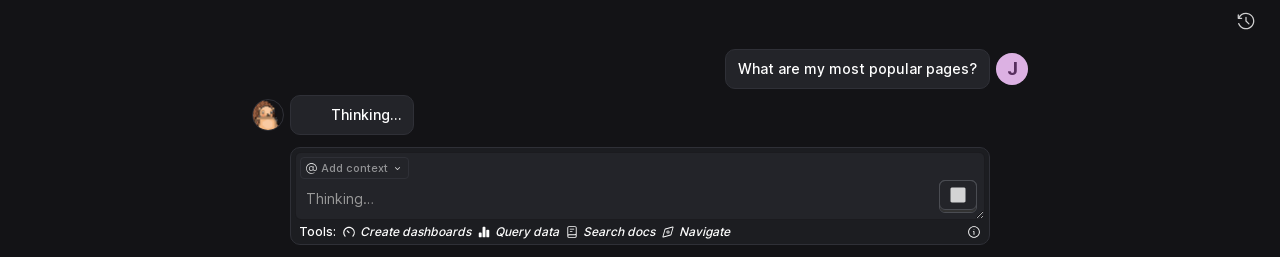 What are my most popular pages?
J
Thinking...
@ Add context
Thinking...
Tools: Create dashboards Query data Search docs Navigate